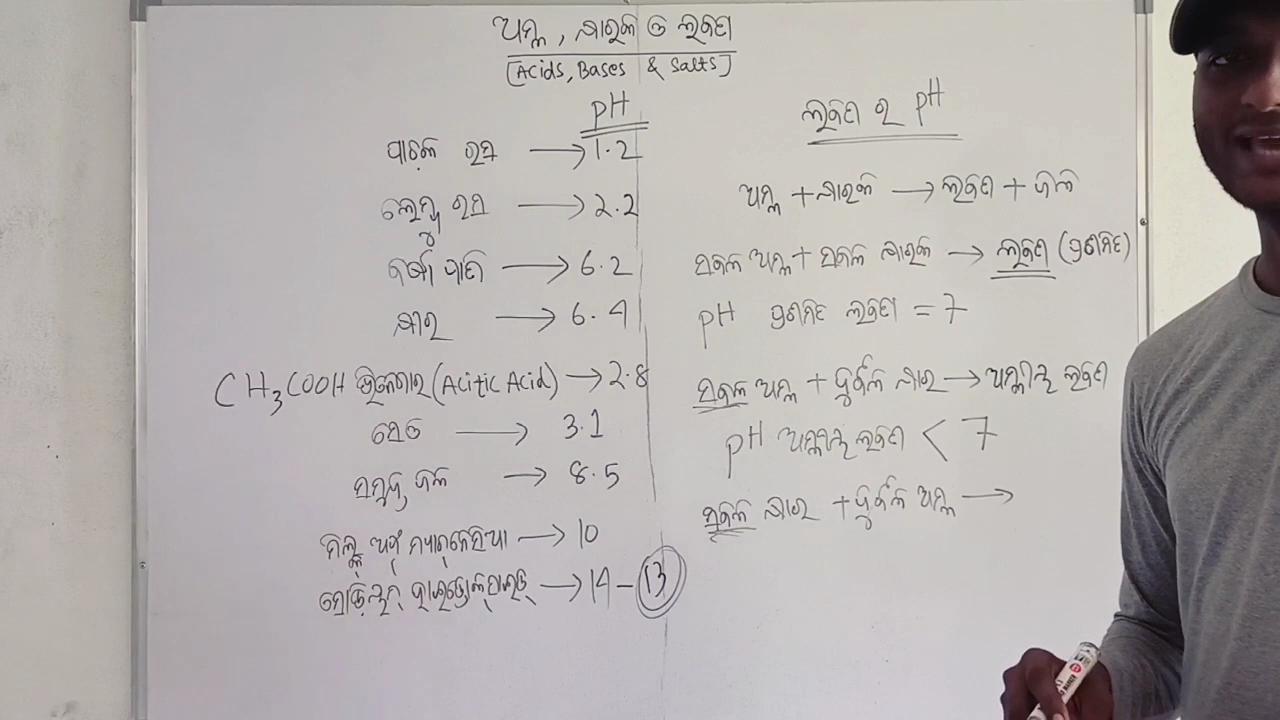 ଅମ୍ଳ, କ୍ଷାରକ ଓ ଲବଣ
(Acids, Bases & Salts)
pH
ପାଚକ ରସ → 1.2
ଲେମ୍ବୁ ରସ → 2.2
ବର୍ଷା ପାଣି → 6.2
କ୍ଷୀର → 6.4
CH₃COOH ଭିନେଗାର (Acitic Acid) → 2.8
ସେଓ → 3.1
ସମୁଦ୍ର ଜଳ → 8.5
ମିଲ୍କ ଅଫ୍ ମ୍ୟାଗ୍ନେସିଆ → 10
ସୋଡ଼ିୟମ୍ ହାଇଡ୍ରୋକ୍ସାଇଡ୍ → 14 - 13
ଲବଣ ର pH
ଅମ୍ଳ + କ୍ଷାରକ → ଲବଣ + ଜଳ
ପ୍ରବଳ ଅମ୍ଳ + ପ୍ରବଳ କ୍ଷାରକ → ଲବଣ (ପ୍ରଶମିତ)
pH ପ୍ରଶମିତ ଲବଣ = 7
ପ୍ରବଳ ଅମ୍ଳ + ଦୁର୍ବଳ କ୍ଷାର → ଅମ୍ଳୀୟ ଲବଣ
pH ଅମ୍ଳୀୟ ଲବଣ < 7
ପ୍ରବଳ କ୍ଷାର + ଦୁର୍ବଳ ଅମ୍ଳ →